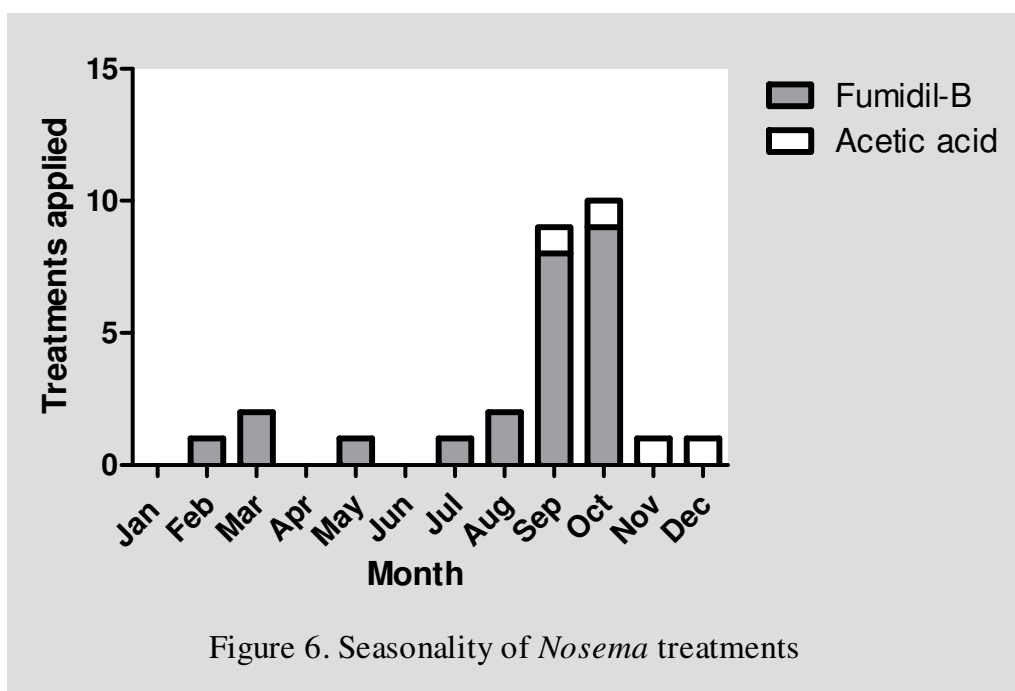 15
10
5
0
Treatments applied
Jan
Feb
Mar
Apr
May
Jun
Jul
Aug
Sep
Oct
Nov
Dec
Month
Fumidil-B
Acetic acid
Figure 6. Seasonality of Nosema treatments